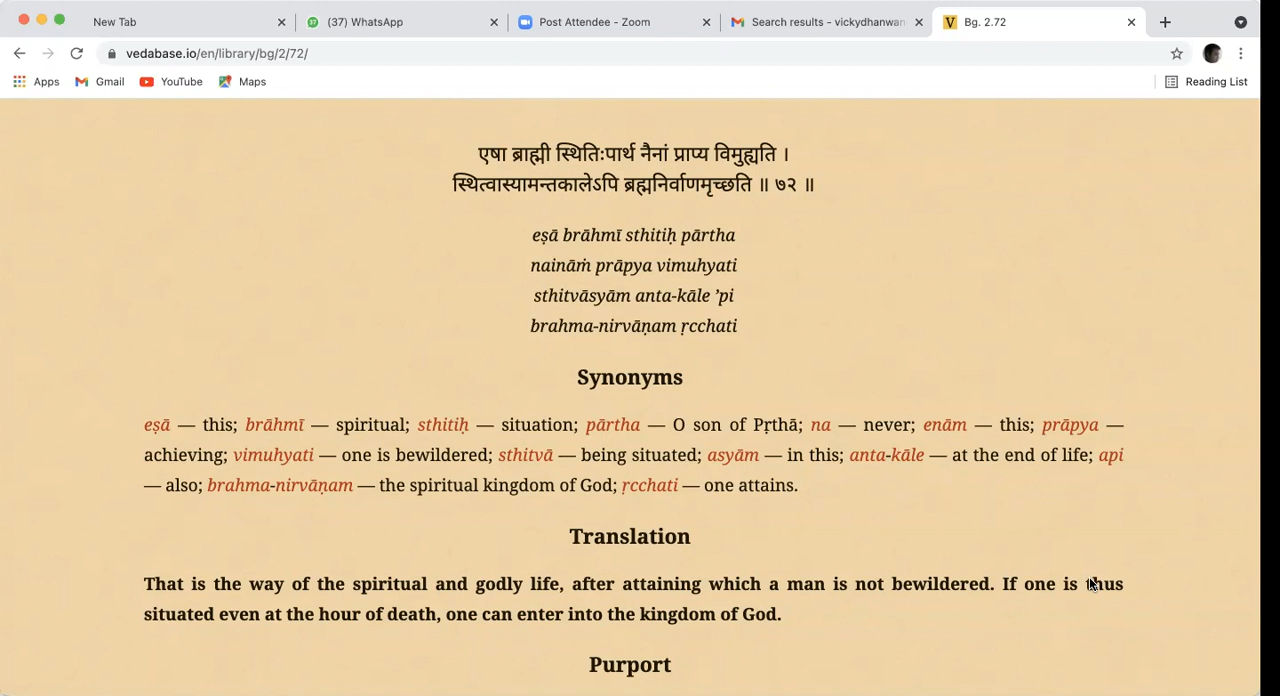 New Tab
(37) WhatsApp
Post Attendee - Zoom
Search results - vickydhanwan
Bg. 2.72
vedabase.io/en/library/bg/2/72/
Apps Gmail YouTube Maps Reading List
एषा ब्राह्मी स्थितिःपार्थ नैनां प्राप्य विमुह्यति ।
स्थित्वास्यामन्तकालेऽपि ब्रह्मनिर्वाणमृच्छति ॥ ७२ ॥
eṣā brāhmī sthitiḥ pārtha
naināṁ prāpya vimuhyati
sthitvāsyām anta-kāle ’pi
brahma-nirvāṇam ṛcchati
Synonyms
eṣā — this; brāhmī — spiritual; sthitiḥ — situation; pārtha — O son of Pṛthā; na — never; enām — this; prāpya —
achieving; vimuhyati — one is bewildered; sthitvā — being situated; asyām — in this; anta-kāle — at the end of life; api
— also; brahma-nirvāṇam — the spiritual kingdom of God; ṛcchati — one attains.
Translation
That is the way of the spiritual and godly life, after attaining which a man is not bewildered. If one is thus
situated even at the hour of death, one can enter into the kingdom of God.
Purport